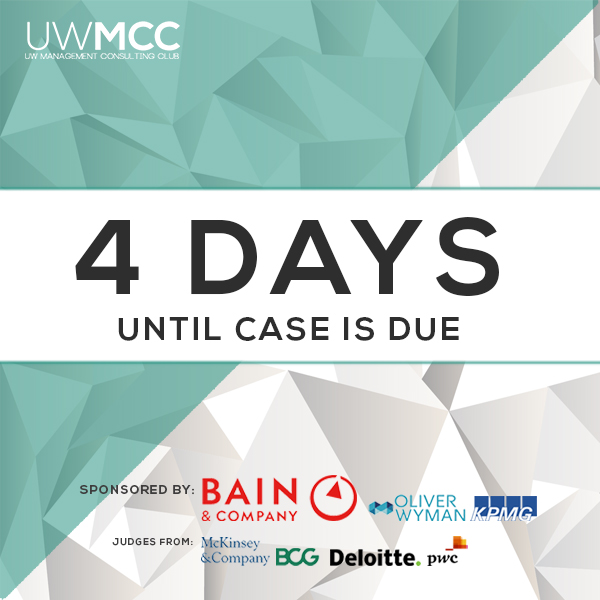 UWMCC
UW MANAGEMENT CONSULTING CLUB
4 DAYS
UNTIL CASE IS DUE
SPONSORED BY:
BAIN
& COMPANY
OLIVER
WYMAN
KPMG
JUDGES FROM:
McKinsey
&Company
BCG
Deloitte.
pwc